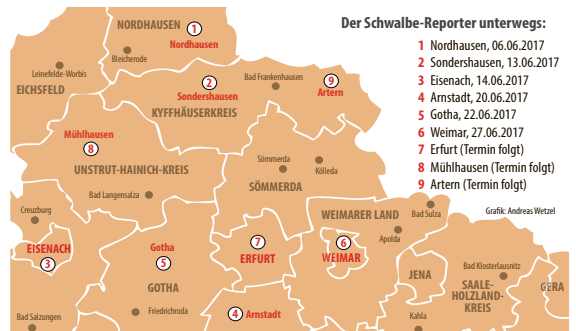 Der Schwalbe-Reporter unterwegs:
1 Nordhausen, 06.06.2017
2 Sondershausen, 13.06.2017
3 Eisenach, 14.06.2017
4 Arnstadt, 20.06.2017
5 Gotha, 22.06.2017
6 Weimar, 27.06.2017
7 Erfurt (Termin folgt)
8 Mühlhausen (Termin folgt)
9 Artern (Termin folgt)
Grafik: Andreas Wetzel
NORDHAUSEN
1
Nordhausen
Bleicherode
Leinefelde-Worbis
EICHSFELD
2
Sondershausen
KYFFHÄUSERKREIS
Bad Frankenhausen
9
Artern
Mühlhausen
8
UNSTRUT-HAINICH-KREIS
Bad Langensalza
Sömmerda
Kölleda
SÖMMERDA
Creuzburg
EISENACH
3
Gotha
5
GOTHA
7
ERFURT
WEIMARER LAND
Bad Sulza
Apolda
6
WEIMAR
JENA
Bad Klosterlausnitz
SAALE-
HOLZLAND-
KREIS
GERA
Bad Salzungen
Friedrichroda
4
Arnstadt
Kahla